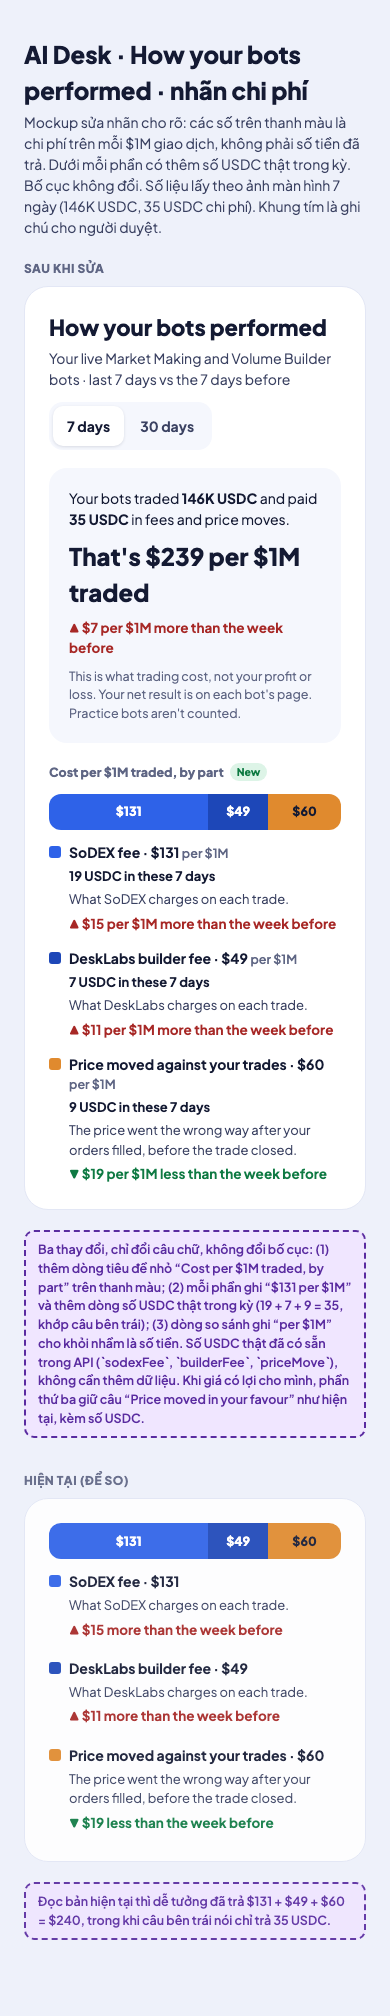 AI Desk · How your bots
performed · nhãn chi phí
Mockup sửa nhãn cho rõ: các số trên thanh màu là
chi phí trên mỗi $1M giao dịch, không phải số tiền đã
trả. Dưới mỗi phần có thêm số USDC thật trong kỳ.
Bố cục không đổi. Số liệu lấy theo ảnh màn hình 7
ngày (146K USDC, 35 USDC chi phí). Khung tím là ghi
chú cho người duyệt.
SAU KHI SỬA
How your bots performed
Your live Market Making and Volume Builder
bots · last 7 days vs the 7 days before
7 days 30 days
Your bots traded 146K USDC and paid
35 USDC in fees and price moves.
That's $239 per $1M
traded
▲ $7 per $1M more than the week
before
This is what trading cost, not your profit or
loss. Your net result is on each bot's page.
Practice bots aren't counted.
Cost per $1M traded, by part New
$131 $49 $60
SoDEX fee · $131 per $1M
19 USDC in these 7 days
What SoDEX charges on each trade.
▲ $15 per $1M more than the week before
DeskLabs builder fee · $49 per $1M
7 USDC in these 7 days
What DeskLabs charges on each trade.
▲ $11 per $1M more than the week before
Price moved against your trades · $60
per $1M
9 USDC in these 7 days
The price went the wrong way after your
orders filled, before the trade closed.
▼ $19 per $1M less than the week before
Ba thay đổi, chỉ đổi câu chữ, không đổi bố cục: (1)
thêm dòng tiêu đề nhỏ “Cost per $1M traded, by
part” trên thanh màu; (2) mỗi phần ghi “$131 per $1M”
và thêm dòng số USDC thật trong kỳ (19 + 7 + 9 = 35,
khớp câu bên trái); (3) dòng so sánh ghi “per $1M”
cho khỏi nhầm là số tiền. Số USDC thật đã có sẵn
trong API (`sodexFee`, `builderFee`, `priceMove`),
không cần thêm dữ liệu. Khi giá có lợi cho mình, phần
thứ ba giữ câu “Price moved in your favour” như hiện
tại, kèm số USDC.
HIỆN TẠI (ĐỂ SO)
$131 $49 $60
SoDEX fee · $131
What SoDEX charges on each trade.
▲ $15 more than the week before
DeskLabs builder fee · $49
What DeskLabs charges on each trade.
▲ $11 more than the week before
Price moved against your trades · $60
The price went the wrong way after your
orders filled, before the trade closed.
▼ $19 less than the week before
Đọc bản hiện tại thì dễ tưởng đã trả $131 + $49 + $60
= $240, trong khi câu bên trái nói chỉ trả 35 USDC.